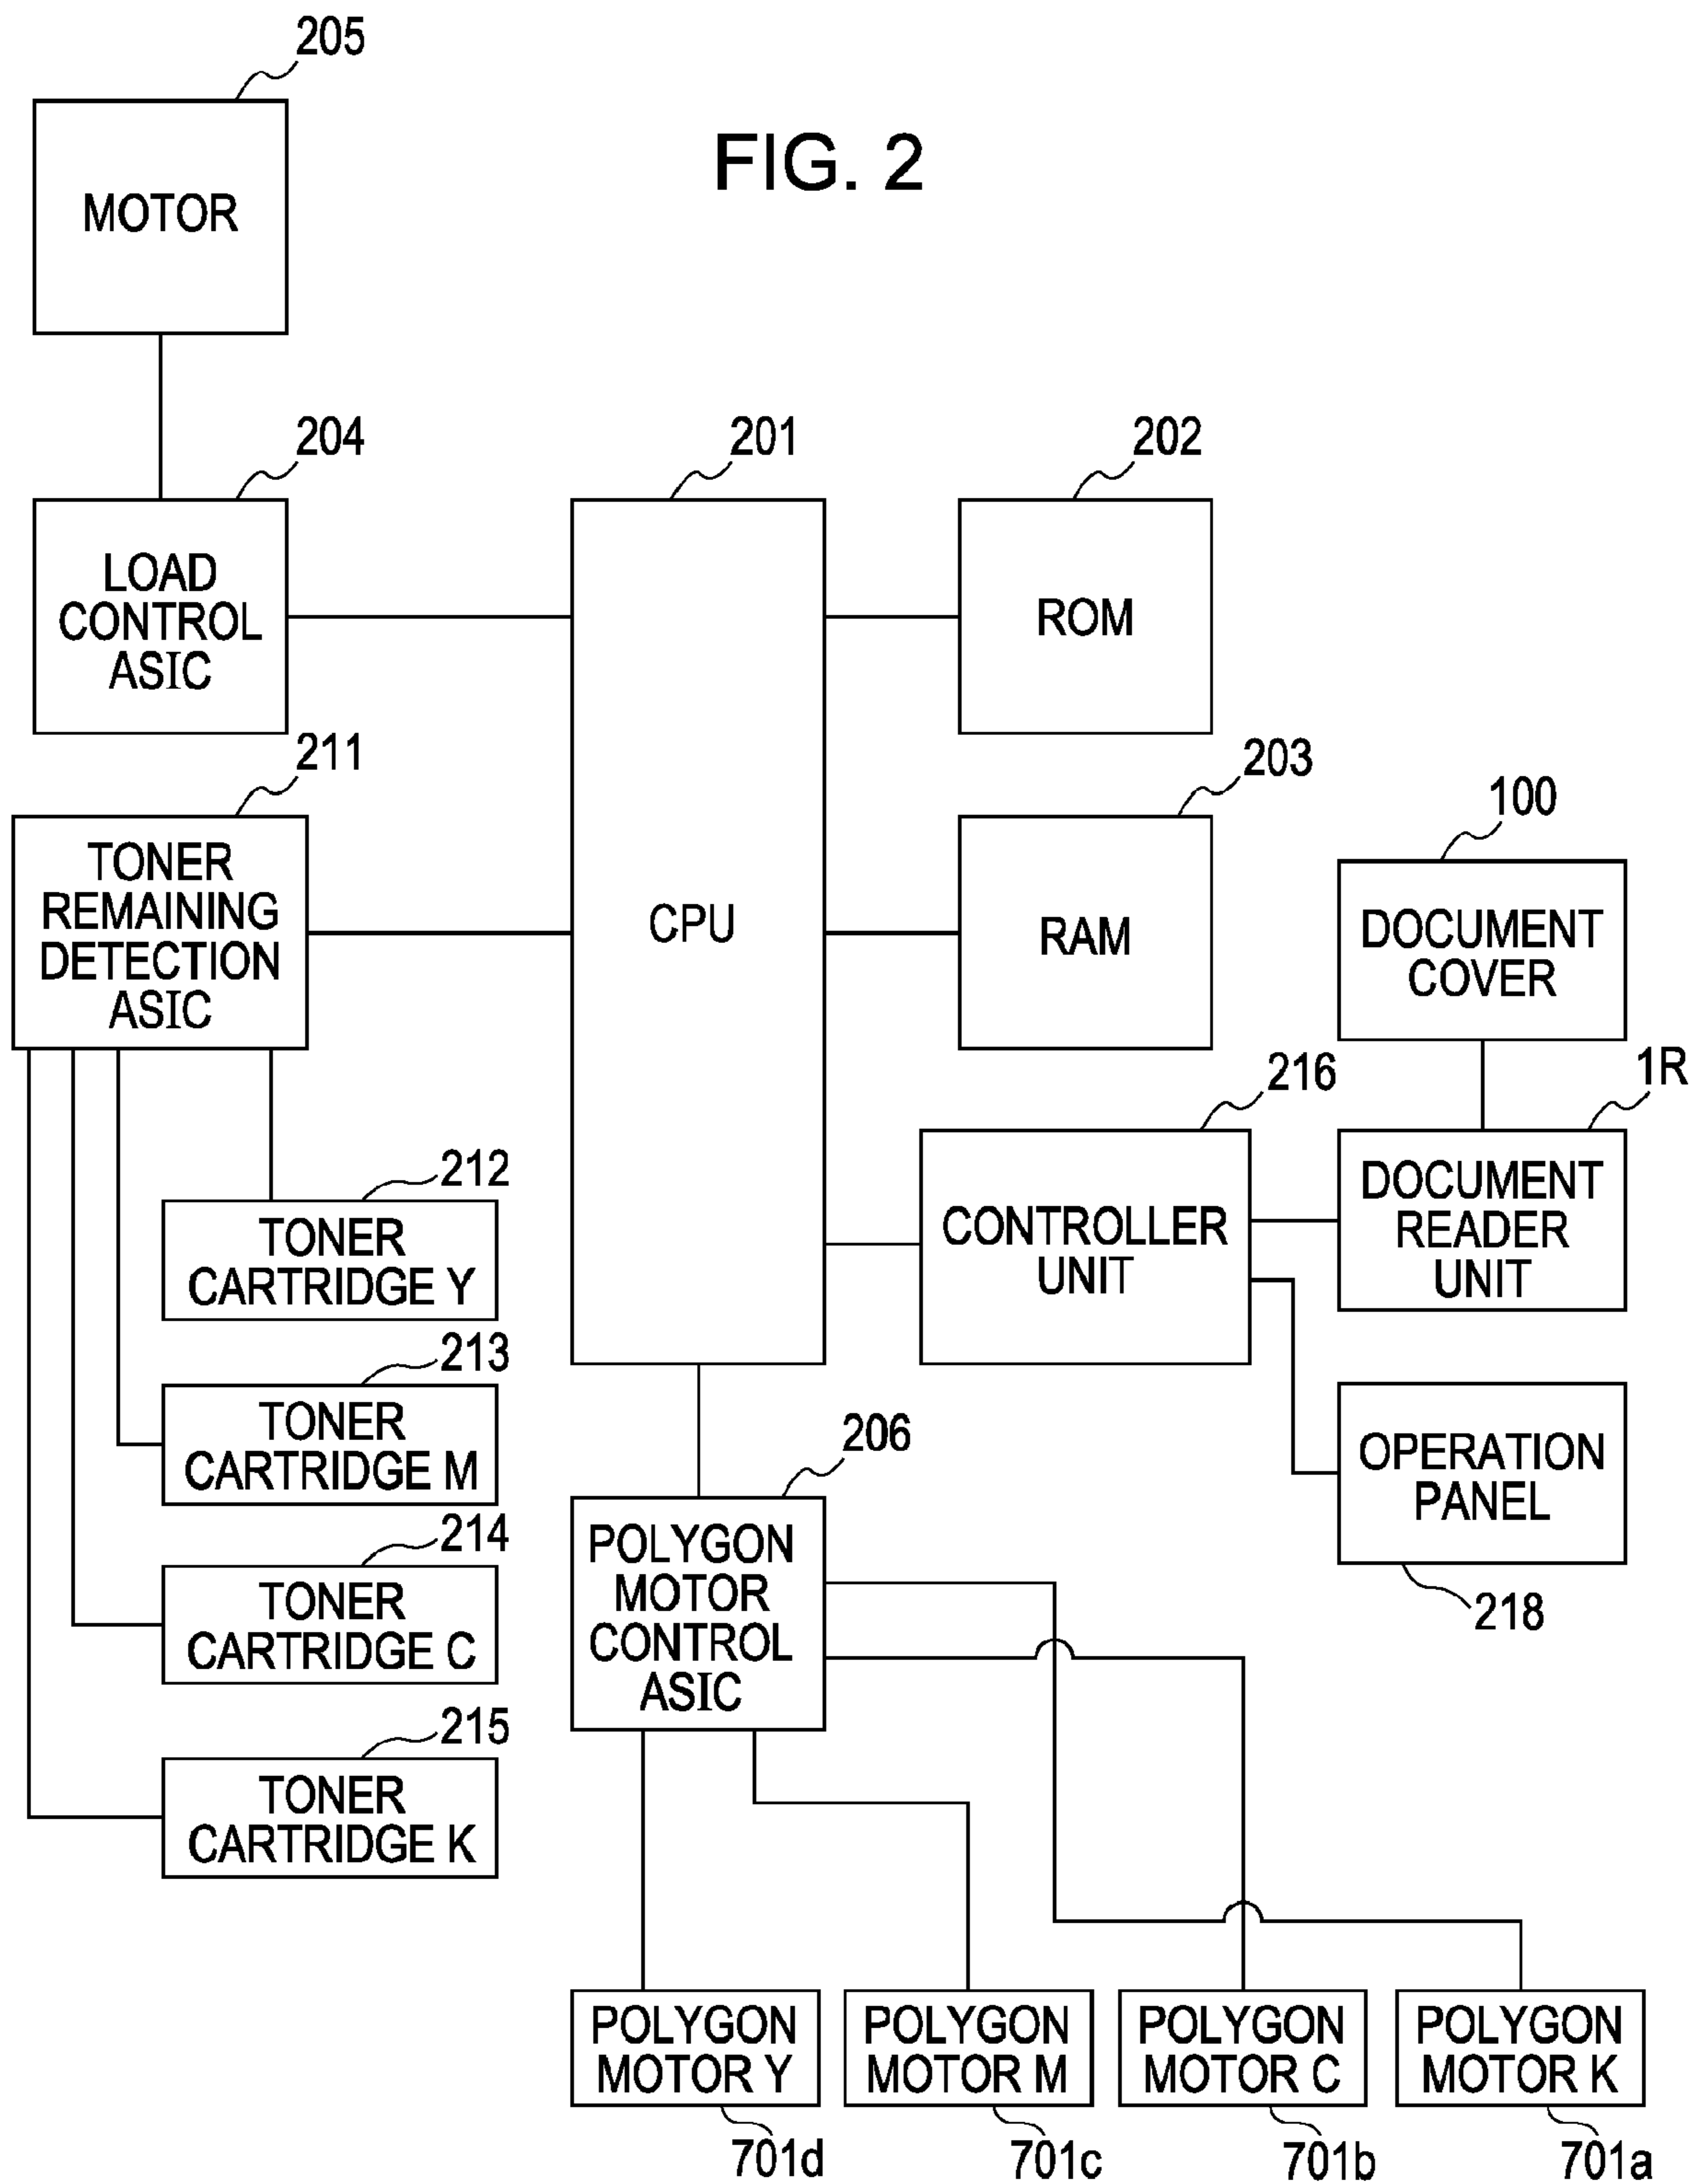 205
FIG. 2
MOTOR
204
201
202
LOAD
CONTROL
ASIC
ROM
211
203
100
TONER
REMAINING
DETECTION
ASIC
CPU
RAM
DOCUMENT
COVER
216
1R
212
TONER
CARTRIDGE Y
CONTROLLER
UNIT
DOCUMENT
READER
UNIT
213
TONER
CARTRIDGE M
206
OPERATION
PANEL
218
214
TONER
CARTRIDGE C
POLYGON
MOTOR
CONTROL
ASIC
215
TONER
CARTRIDGE K
POLYGON
MOTOR Y
POLYGON
MOTOR M
POLYGON
MOTOR C
POLYGON
MOTOR K
701d
701c
701b
701a